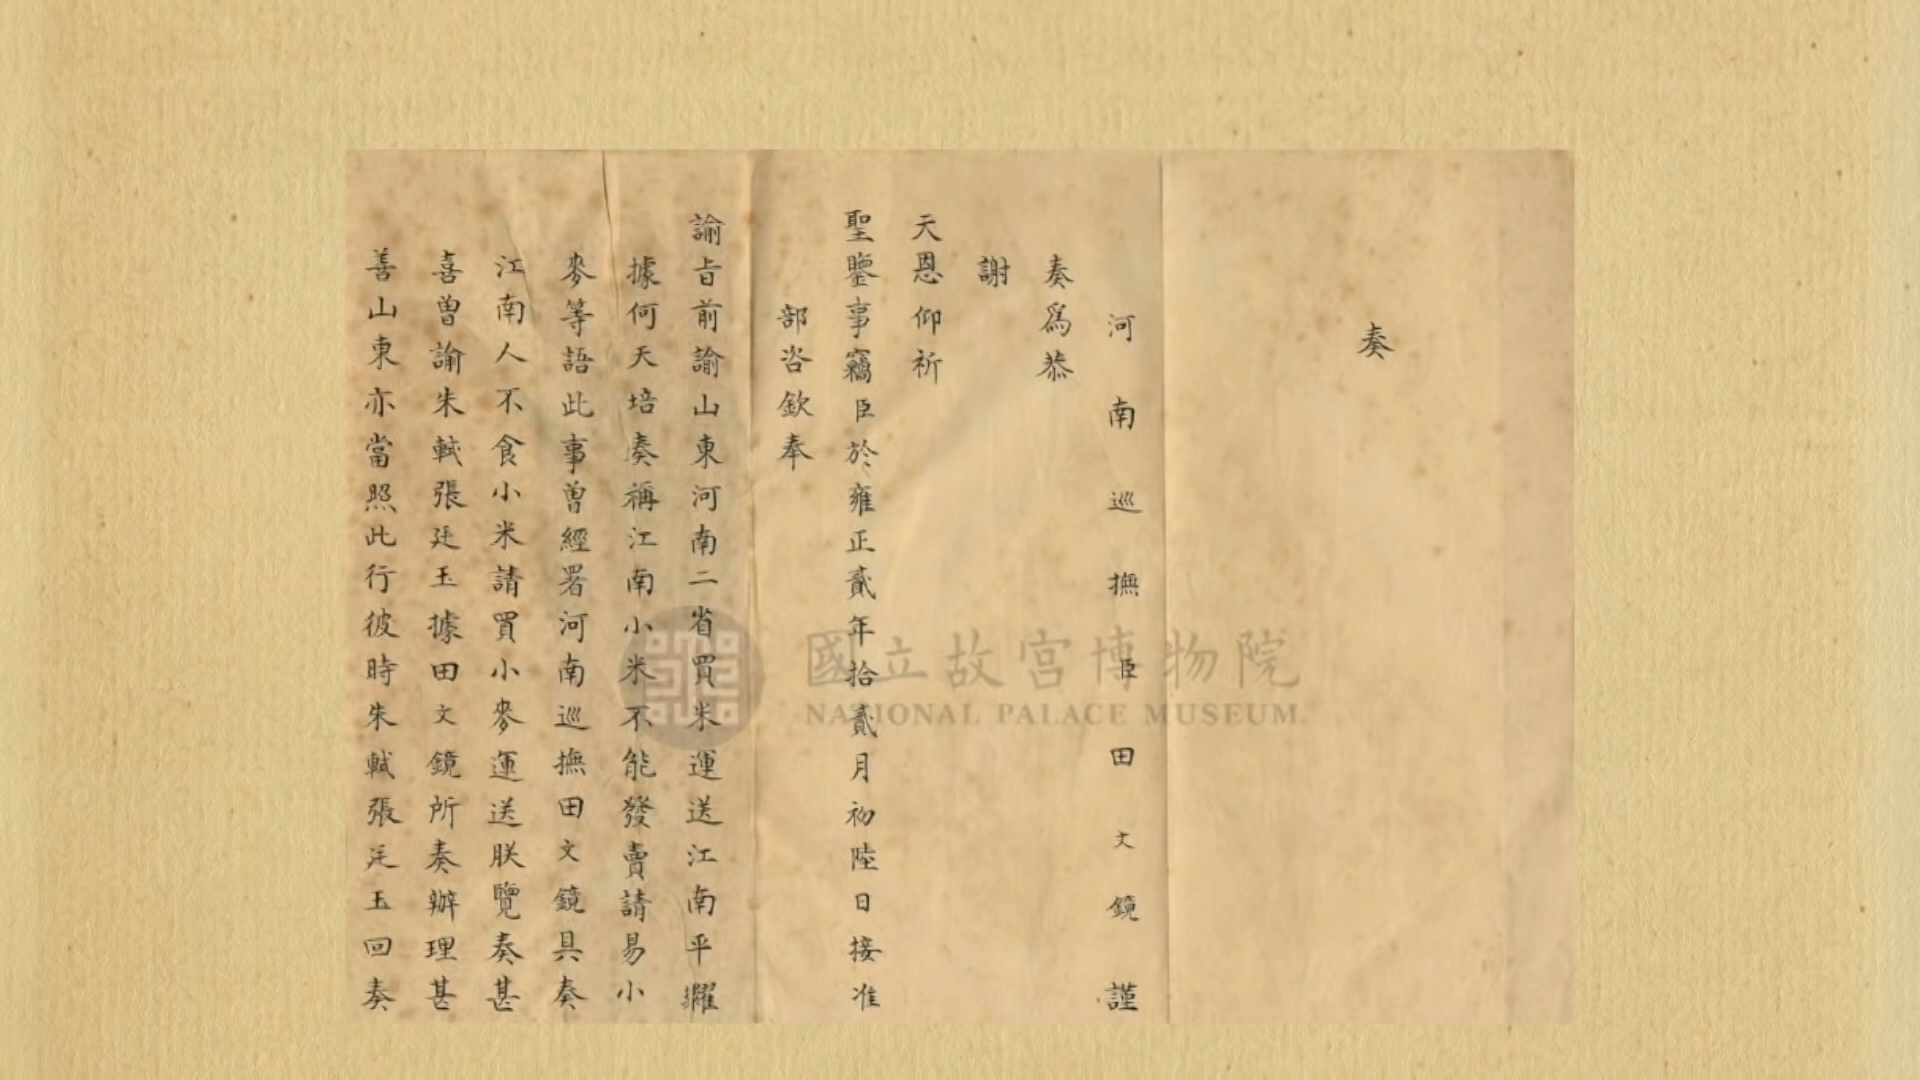 奏
河南巡撫臣田文鏡謹
奏爲恭
謝
天恩仰祈
聖鑒事竊臣於雍正貳年拾貳月初陸日接准
部咨欽奉
諭旨前諭山東河南二省買米運送江南平糶
據何天培奏稱江南小米不能發賣請易小
麥等語此事曾經署河南巡撫田文鏡具奏
江南人不食小米請買小麥運送朕覽奏甚
喜曾諭朱軾張廷玉據田文鏡所奏辦理甚
善山東亦當照此行彼時朱軾張廷玉回奏
國立故宮博物院
NATIONAL PALACE MUSEUM